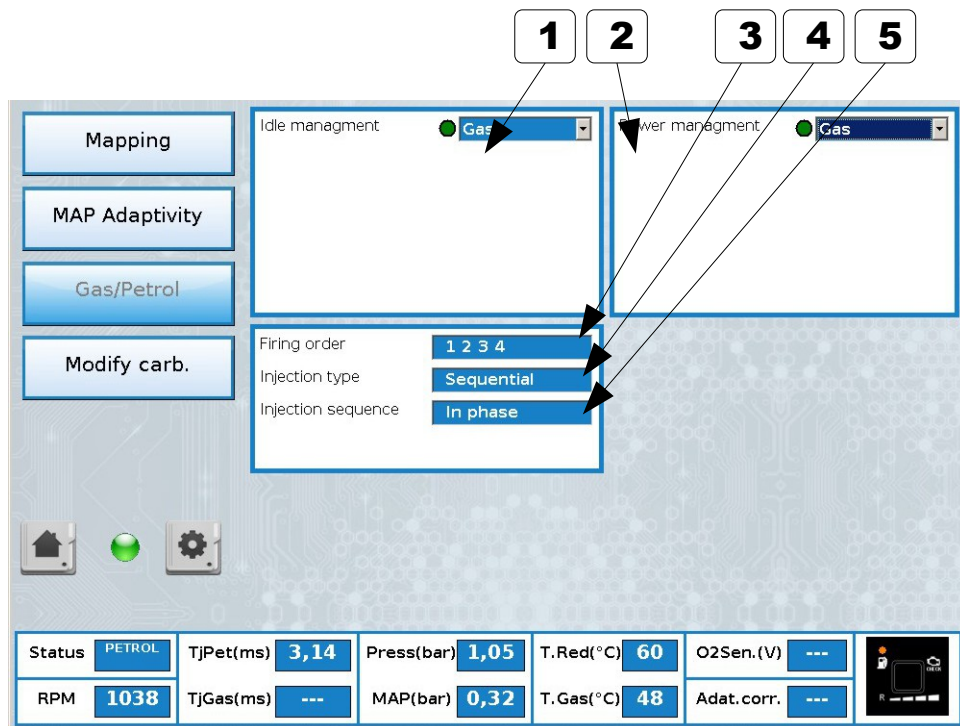 1 2 3 4 5
Mapping
MAP Adaptivity
Gas/Petrol
Modify carb.
Idle managment Gas
Power managment Gas
Firing order 1 2 3 4
Injection type Sequential
Injection sequence In phase
Status PETROL TjPet(ms) 3,14 Press(bar) 1,05 T.Red(°C) 60 O2Sen.(V) ---
RPM 1038 TjGas(ms) --- MAP(bar) 0,32 T.Gas(°C) 48 Adat.corr. ---
CHECK
R